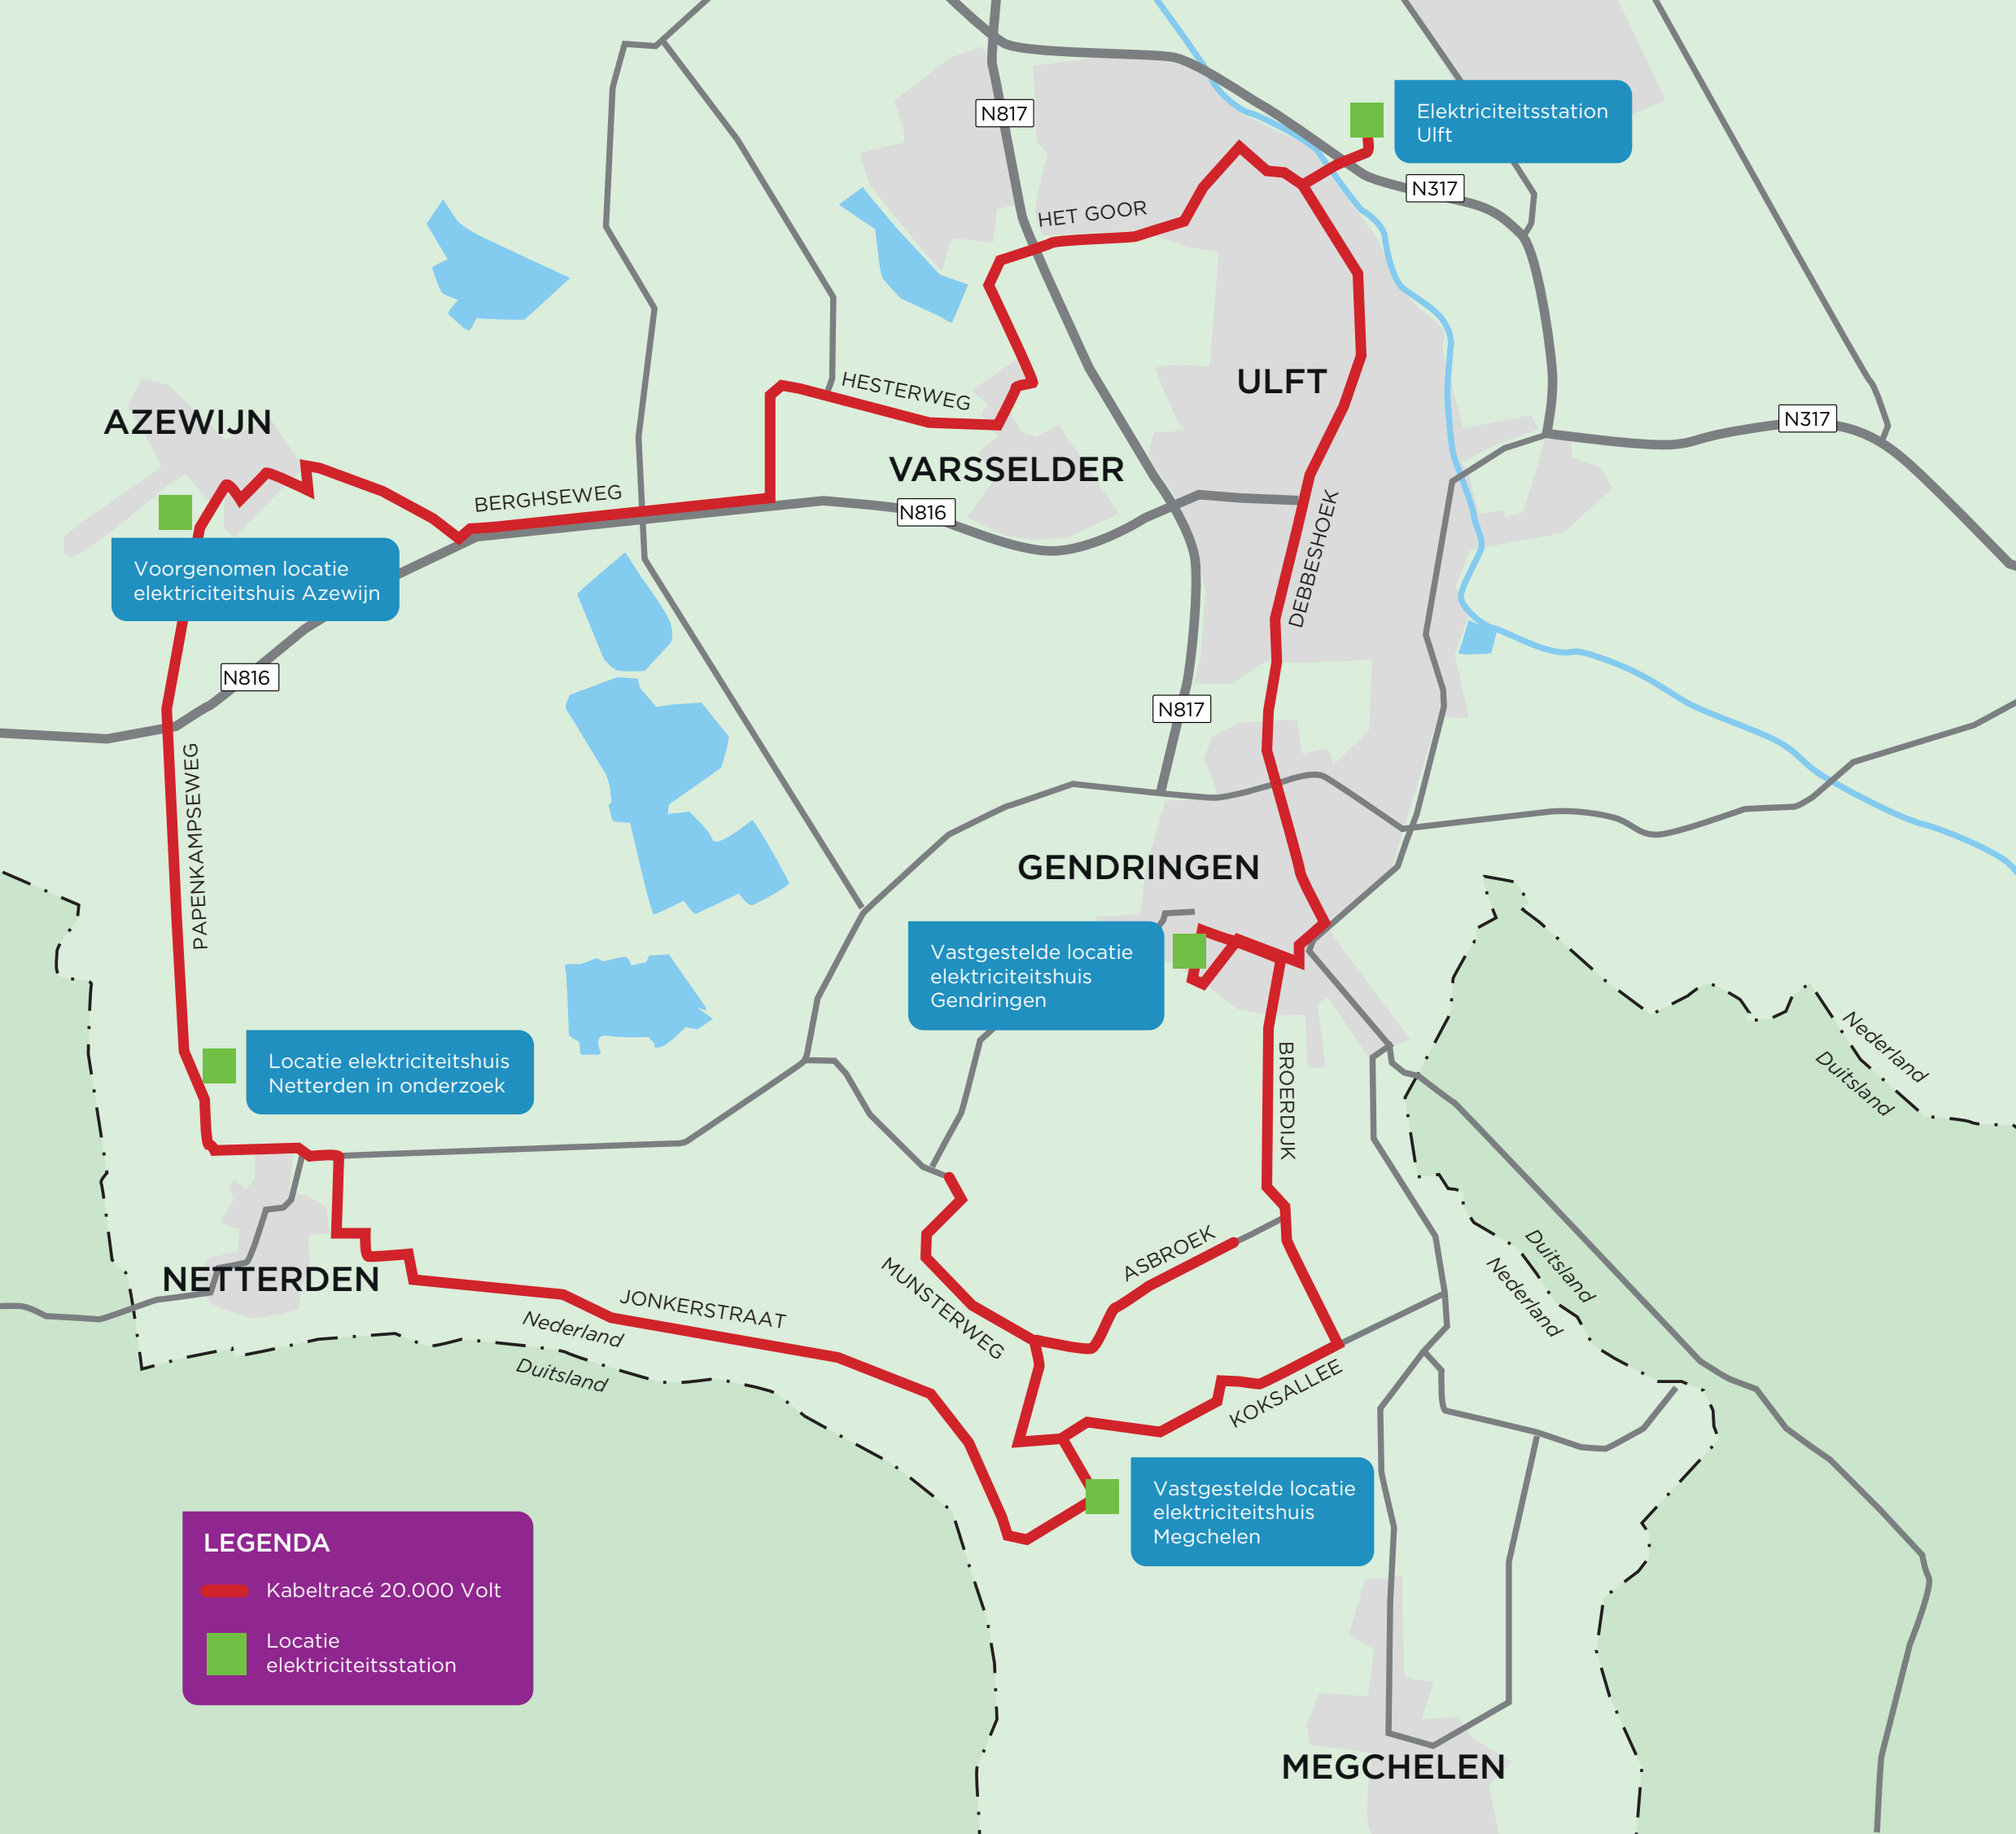 N817
Elektriciteitsstation
Ulft
N317
HET GOOR
HESTERWEG
ULFT
AZEWIJN
N317
VARSSELDER
BERGHSEWEG
N816
DEBBESHOEK
Voorgenomen locatie
elektriciteitshuis Azewijn
N816
N817
PAPENKAMPSEWEG
GENDRINGEN
Vastgestelde locatie
elektriciteitshuis
Gendringen
Nederland
Duitsland
Locatie elektriciteitshuis
Netterden in onderzoek
BROERDIJK
ASBROEK
MUNSTERWEG
Duitsland
Nederland
NETTERDEN
JONKERSTRAAT
Nederland
Duitsland
KOKSALLEE
Vastgestelde locatie
elektriciteitshuis
Megchelen
LEGENDA
Kabeltracé 20.000 Volt
Locatie
elektriciteitsstation
MEGCHELEN